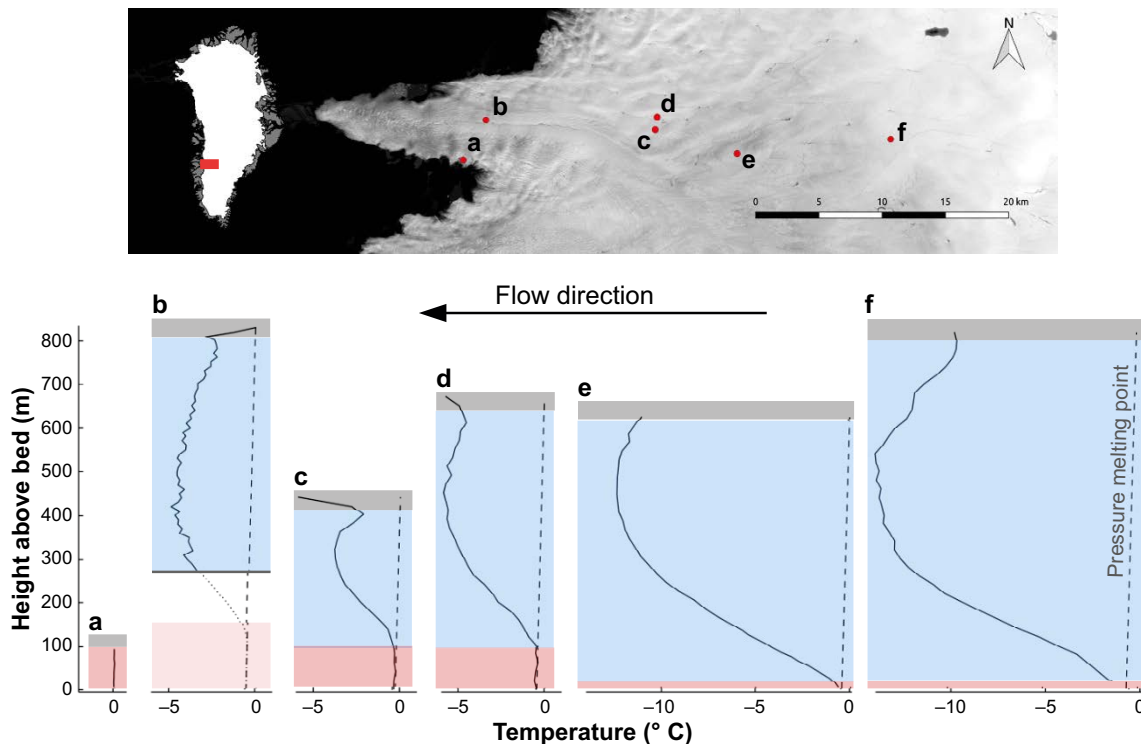 N
b
d
c
a
e
f
0 5 10 15 20 km
Flow direction
b
f
d
e
c
a
Height above bed (m)
800
700
600
500
400
300
200
100
0
Pressure melting point
0 –5 0 –5 0 –5 0 –10 –5 0 –10 –5 0
Temperature (° C)